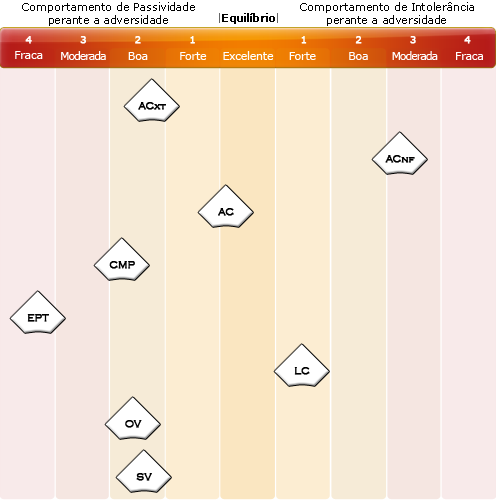 Comportamento de Passividade
perante a adversidade
|Equilíbrio|
Comportamento de Intolerância
perante a adversidade
4 3 2 1 1 2 3 4
Fraca Moderada Boa Forte Excelente Forte Boa Moderada Fraca
ACXT
ACNF
AC
CMP
EPT
LC
OV
SV